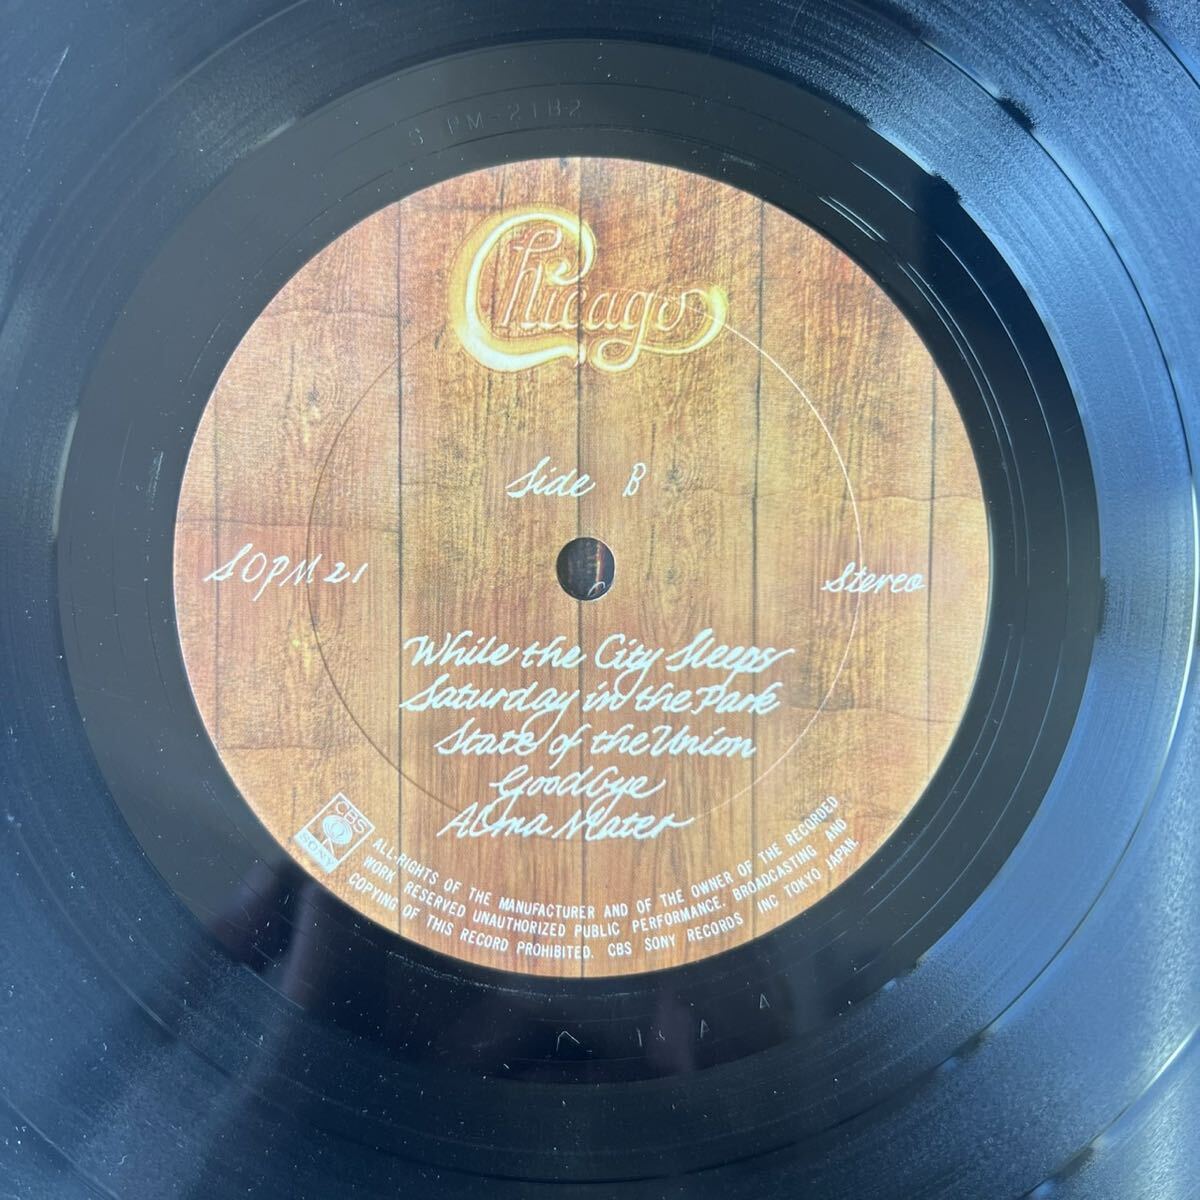 S PM-21B2
Chicago
Side B
SOPM 21
Stereo
While the City Sleeps
Saturday in the Park
State of the Union
Goodbye
Alma Mater
CBS
SONY
ALL-RIGHTS OF THE MANUFACTURER AND OF THE OWNER OF THE RECORDED
WORK RESERVED UNAUTHORIZED PUBLIC PERFORMANCE. BROADCASTING AND
COPYING OF THIS RECORD PROHIBITED. CBS SONY RECORDS INC TOKYO JAPAN.